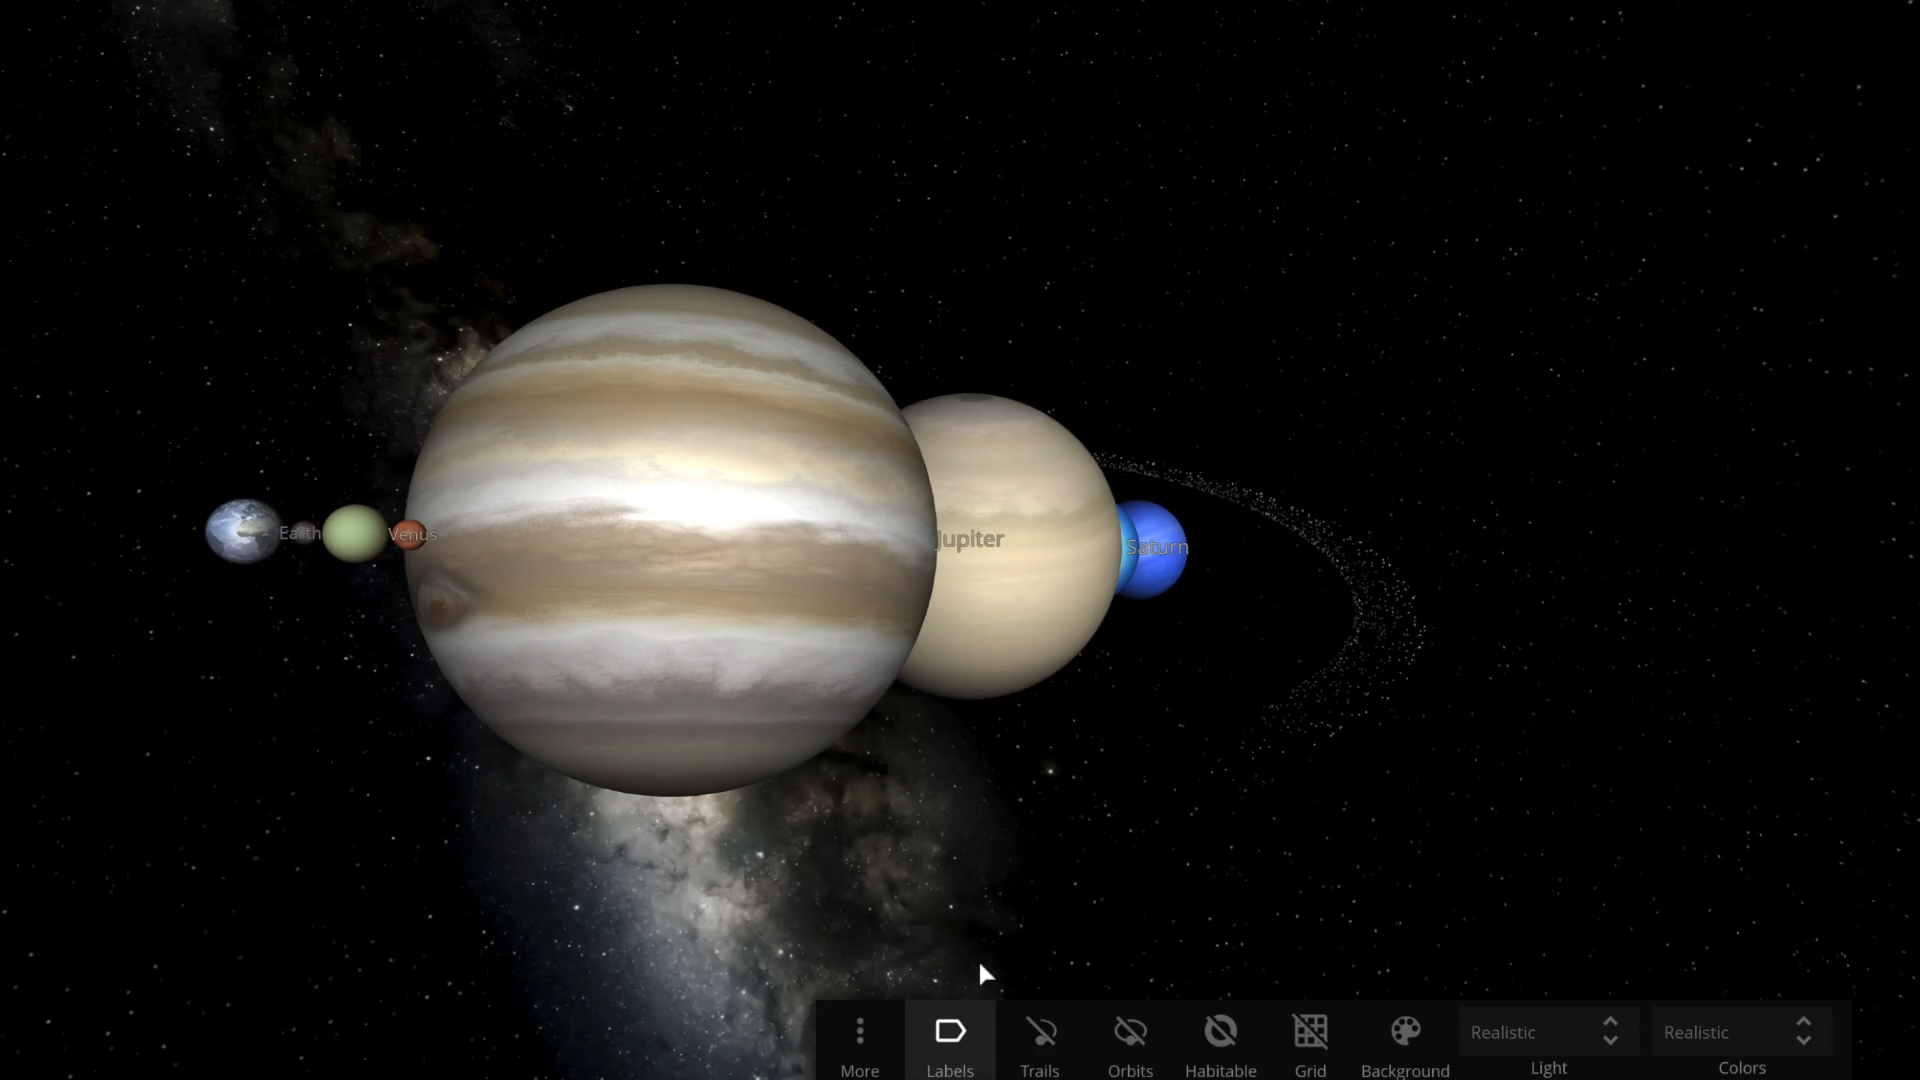 Earth
Venus
Jupiter
Saturn
Realistic
Realistic
More
Labels
Trails
Orbits
Habitable
Grid
Background
Light
Colors